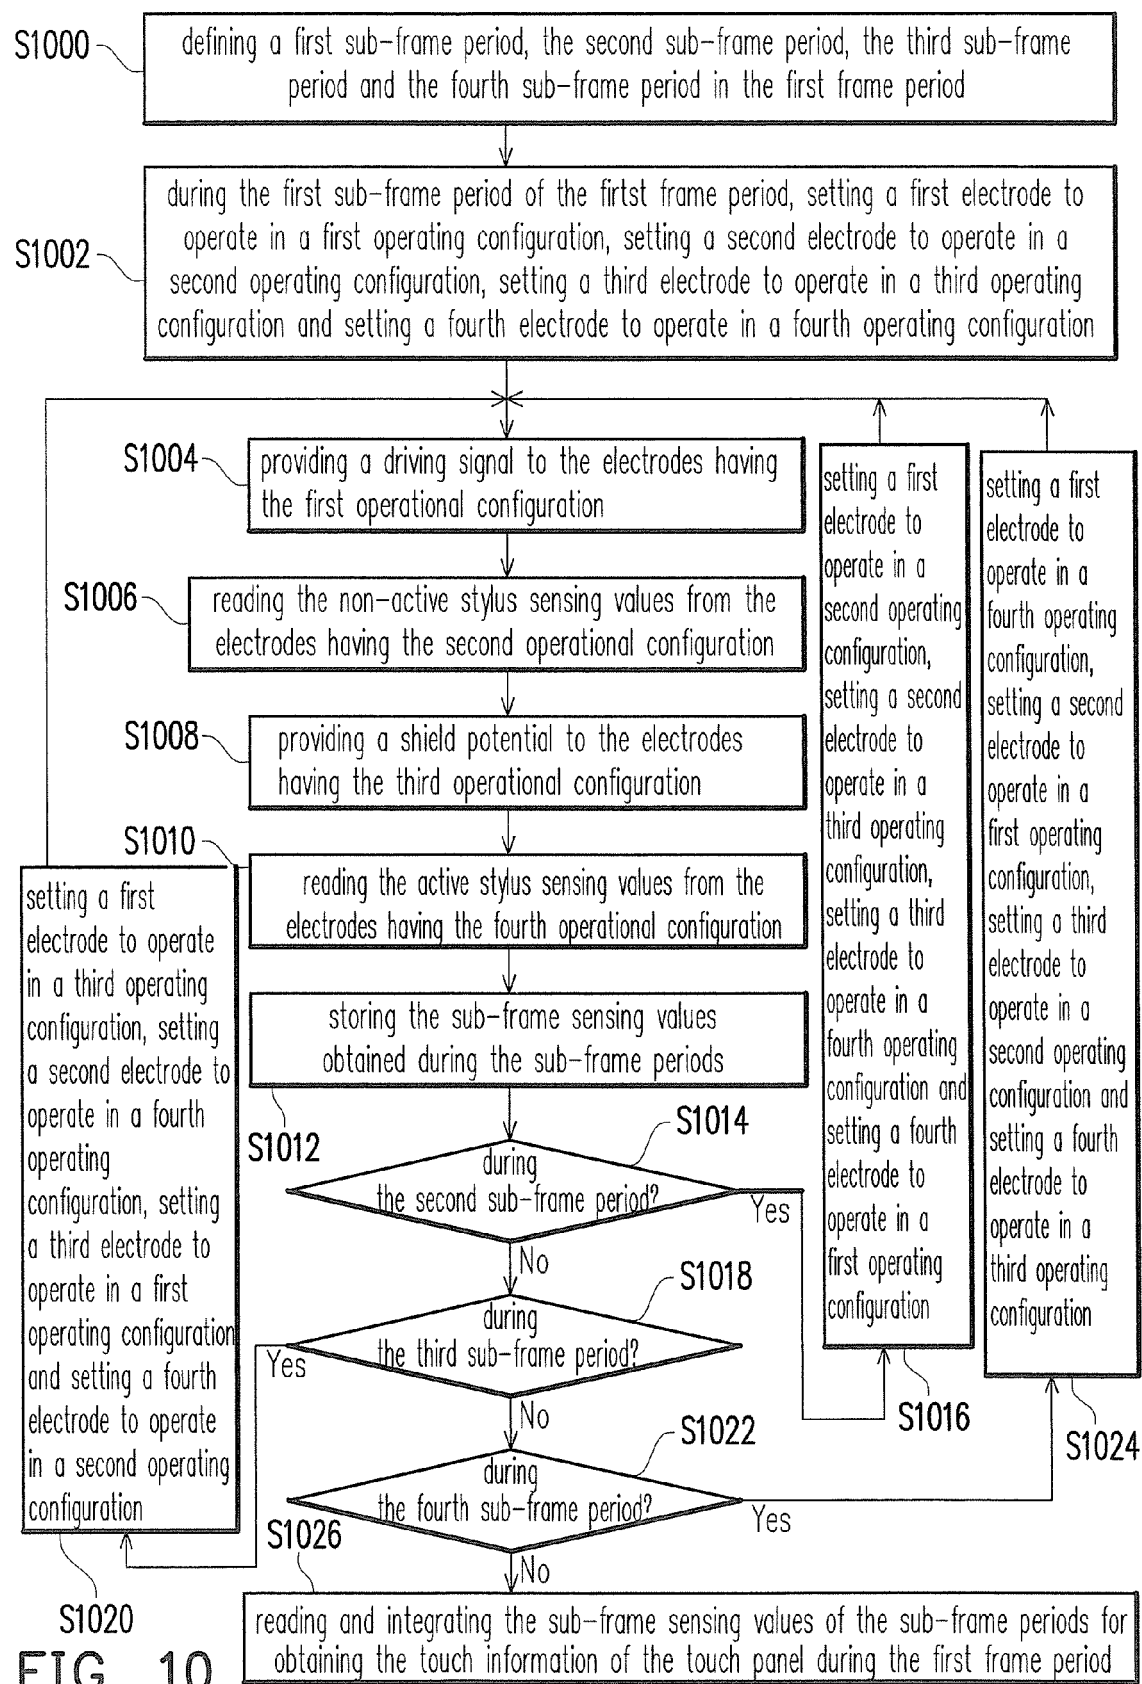 S1000
defining a first sub-frame period, the second sub-frame period, the third sub-frame
period and the fourth sub-frame period in the first frame period
S1002
during the first sub-frame period of the firtst frame period, setting a first electrode to
operate in a first operating configuration, setting a second electrode to operate in a
second operating configuration, setting a third electrode to operate in a third operating
configuration and setting a fourth electrode to operate in a fourth operating configuration
S1004
providing a driving signal to the electrodes having
the first operational configuration
S1006
reading the non-active stylus sensing values from the
electrodes having the second operational configuration
S1008
providing a shield potential to the electrodes
having the third operational configuration
S1010
reading the active stylus sensing values from the
electrodes having the fourth operational configuration
storing the sub-frame sensing values
obtained during the sub-frame periods
S1012
S1014
during
the second sub-frame period?
Yes
No
setting a first
electrode to
operate in a
second operating
configuration,
setting a second
electrode to
operate in a
third operating
configuration,
setting a third
electrode to
operate in a
fourth operating
configuration and
setting a fourth
electrode to
operate in a
first operating
configuration
S1016
S1018
during
the third sub-frame period?
Yes
No
setting a first
electrode to operate
in a third operating
configuration, setting
a second electrode to
operate in a fourth
operating
configuration, setting
a third electrode to
operate in a first
operating configuration
and setting a fourth
electrode to operate
in a second operating
configuration
S1020
S1022
during
the fourth sub-frame period?
Yes
No
setting a first
electrode to
operate in a
fourth operating
configuration,
setting a second
electrode to
operate in a
first operating
configuration,
setting a third
electrode to
operate in a
second operating
configuration and
setting a fourth
electrode to
operate in a
third operating
configuration
S1024
S1026
reading and integrating the sub-frame sensing values of the sub-frame periods for
obtaining the touch information of the touch panel during the first frame period
FIG. 10